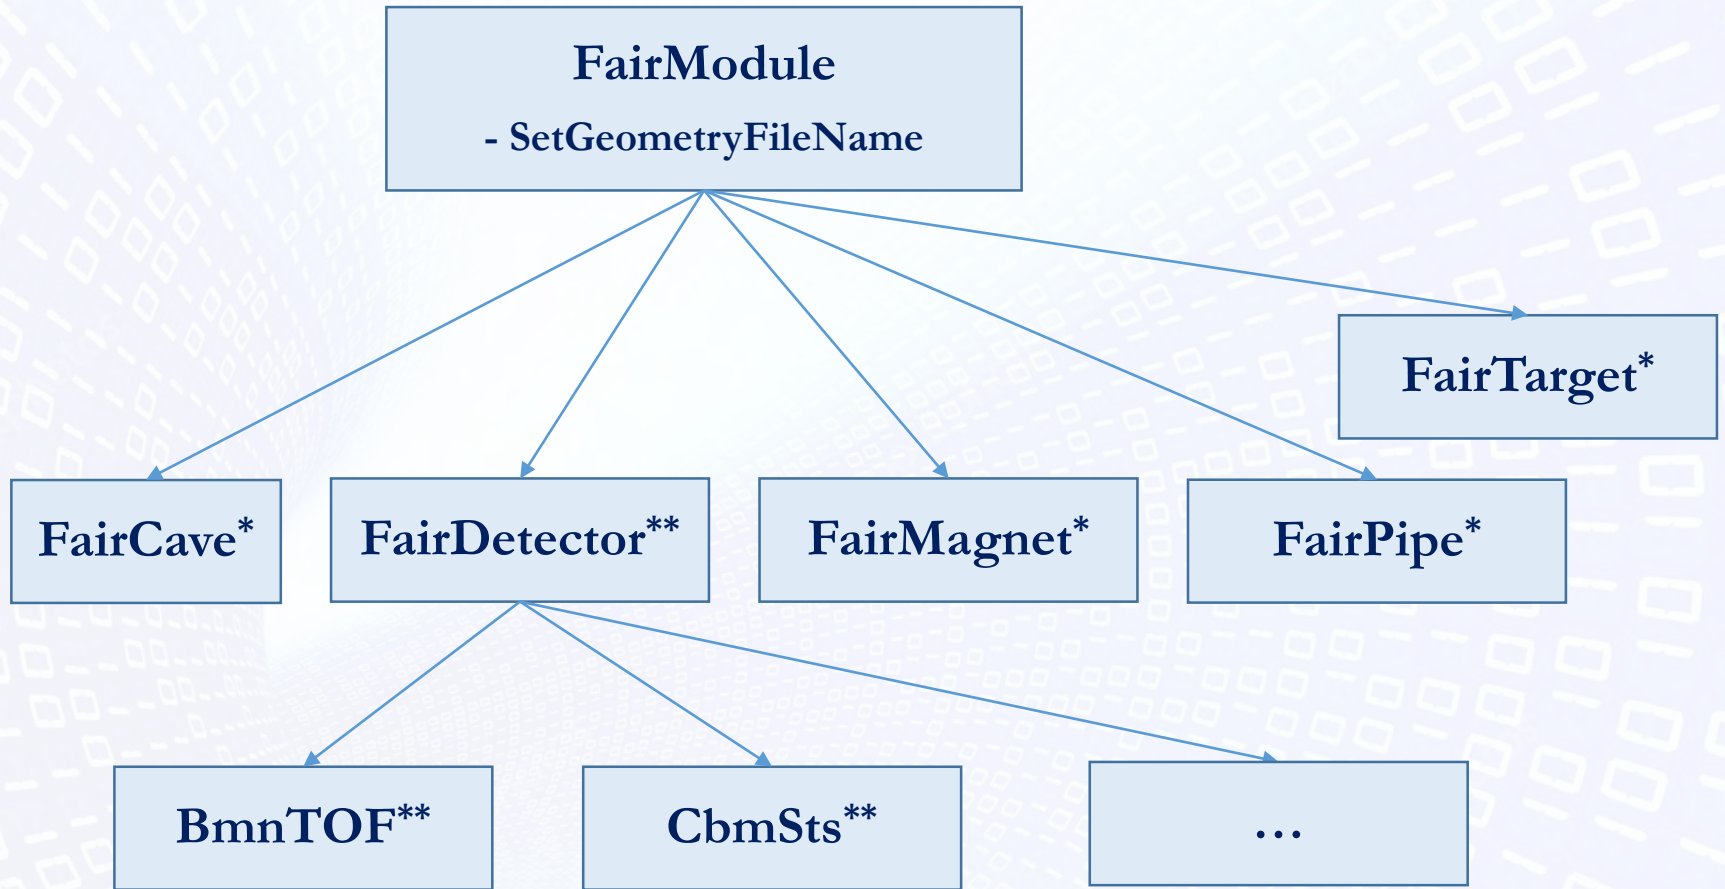 FairModule
- SetGeometryFileName
FairTarget*
FairCave*
FairDetector**
FairMagnet*
FairPipe*
BmnTOF**
CbmSts**
...